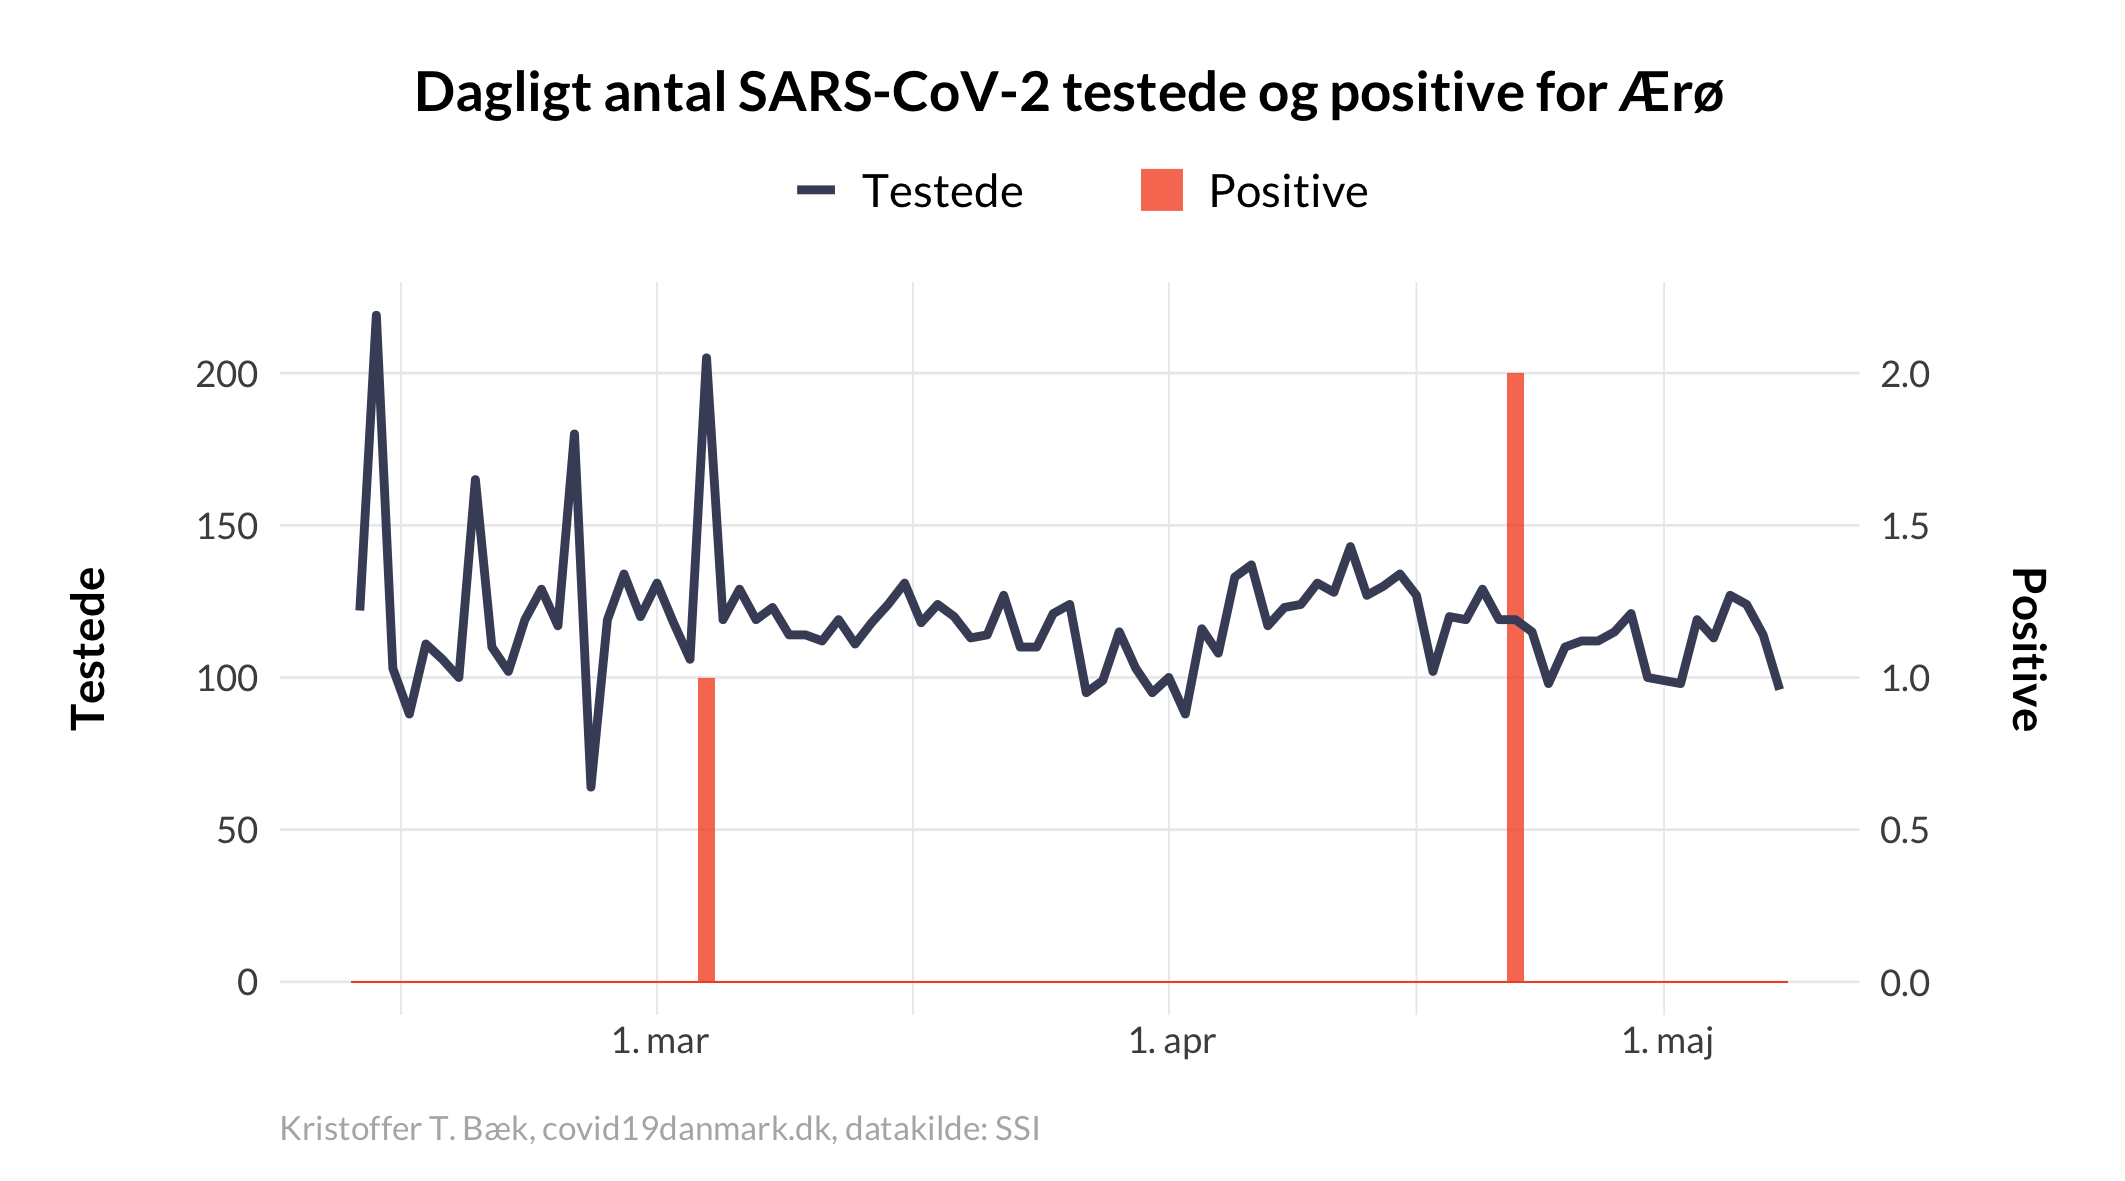 Dagligt antal SARS-CoV-2 testede og positive for Ærø
Testede
Positive
200
150
100
50
0
2.0
1.5
1.0
0.5
0.0
Testede
Positive
1. mar
1. apr
1. maj
Kristoffer T. Bæk, covid19danmark.dk, datakilde: SSI